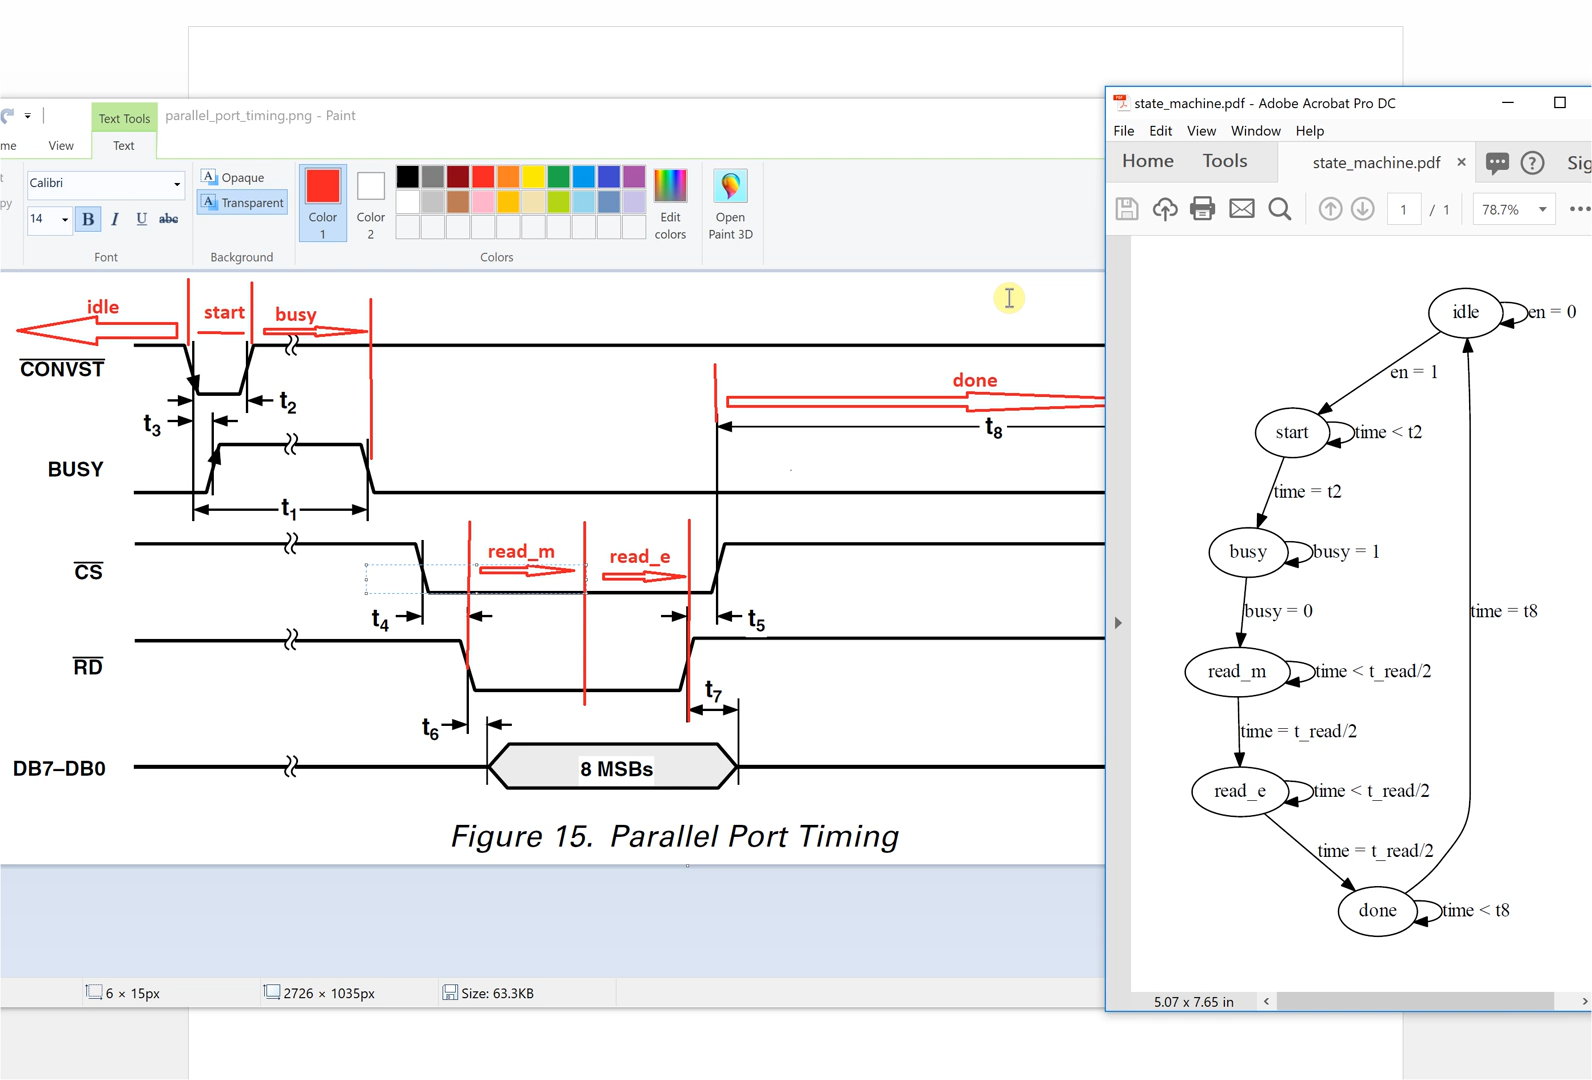 Text Tools
parallel_port_timing.png - Paint
me
View
Text
t
py
Calibri
14
B
I
U
abc
Font
A Opaque
A Transparent
Background
Color
1
Color
2
Edit
colors
Open
Paint 3D
Colors
idle
start
busy
CONVST
t2
t3
done
t8
BUSY
t1
read_m
read_e
CS
t4
t5
RD
t7
t6
DB7–DB0
8 MSBs
Figure 15. Parallel Port Timing
6 × 15px
2726 × 1035px
Size: 63.3KB
state_machine.pdf - Adobe Acrobat Pro DC
File
Edit
View
Window
Help
Home
Tools
state_machine.pdf
×
?
Sig
1
/ 1
78.7%
idle
en = 0
en = 1
start
time < t2
time = t2
busy
busy = 1
busy = 0
time = t8
read_m
time < t_read/2
time = t_read/2
read_e
time < t_read/2
time = t_read/2
done
time < t8
5.07 x 7.65 in